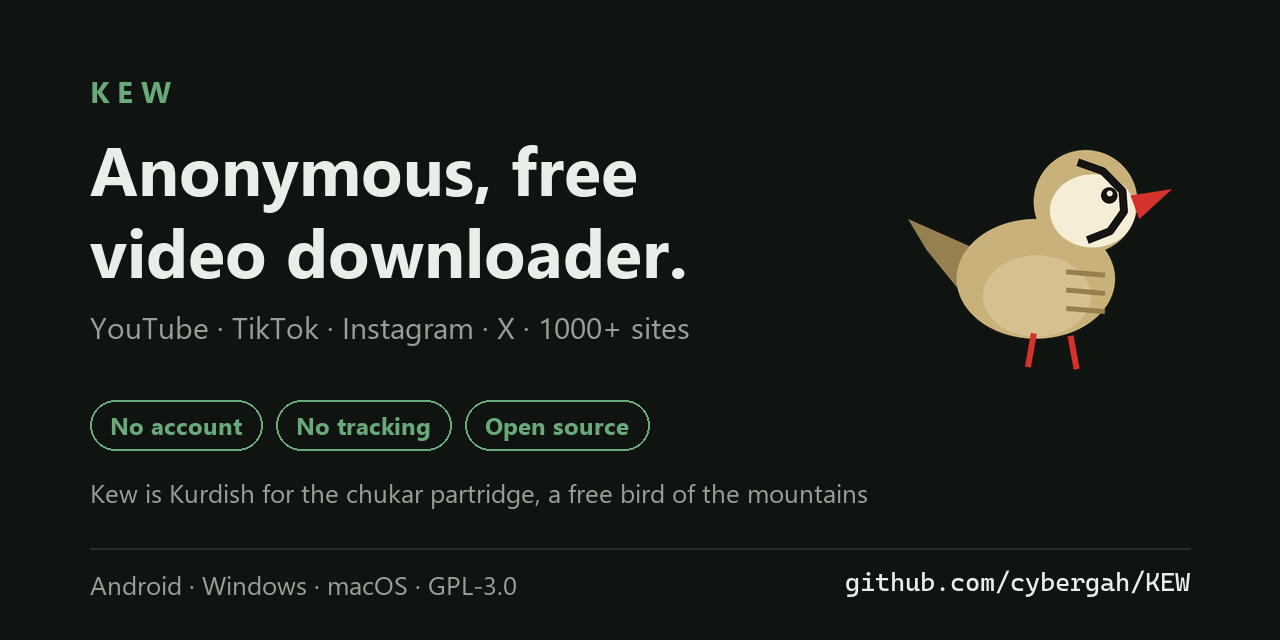 KEW
Anonymous, free
video downloader.
YouTube · TikTok · Instagram · X · 1000+ sites
No account No tracking Open source
Kew is Kurdish for the chukar partridge, a free bird of the mountains
Android · Windows · macOS · GPL-3.0
github.com/cybergah/KEW